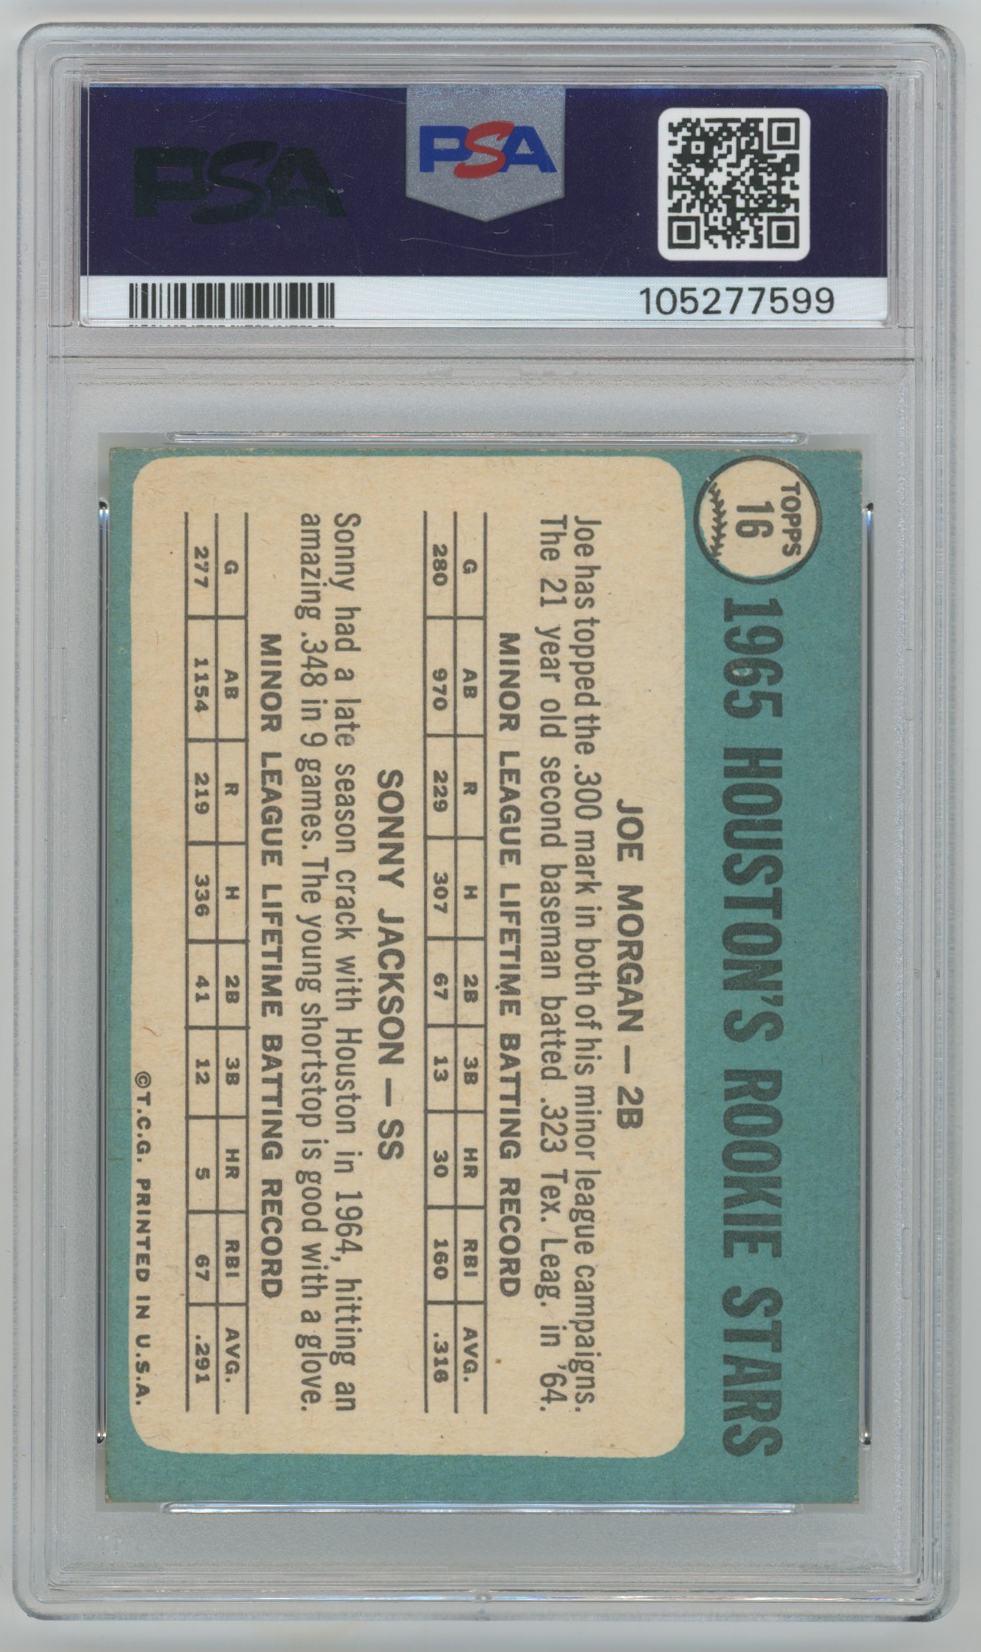 PSA
PSA
105277599
TOPPS
16
1965 HOUSTON'S ROOKIE STARS
JOE MORGAN — 2B
Joe has topped the .300 mark in both of his minor league campaigns.
The 21 year old second baseman batted .323 Tex. Leag. in '64.
MINOR LEAGUE LIFETIME BATTING RECORD
G AB R H 2B 3B HR RBI AVG.
280 970 229 307 67 13 30 160 .316
SONNY JACKSON — SS
Sonny had a late season crack with Houston in 1964, hitting an
amazing .348 in 9 games. The young shortstop is good with a glove.
MINOR LEAGUE LIFETIME BATTING RECORD
G AB R H 2B 3B HR RBI AVG.
277 1154 219 336 41 12 5 67 .291
©T.C.G. PRINTED IN U.S.A.
PSA